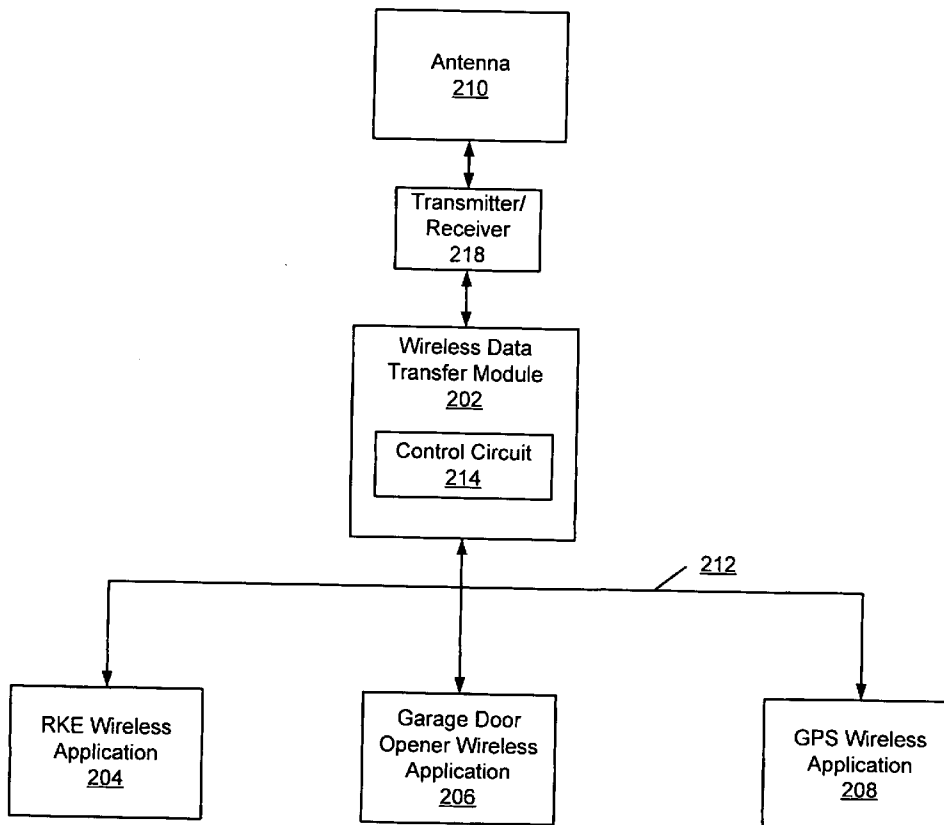 Antenna
210
Transmitter/
Receiver
218
Wireless Data
Transfer Module
202
Control Circuit
214
212
RKE Wireless
Application
204
Garage Door
Opener Wireless
Application
206
GPS Wireless
Application
208